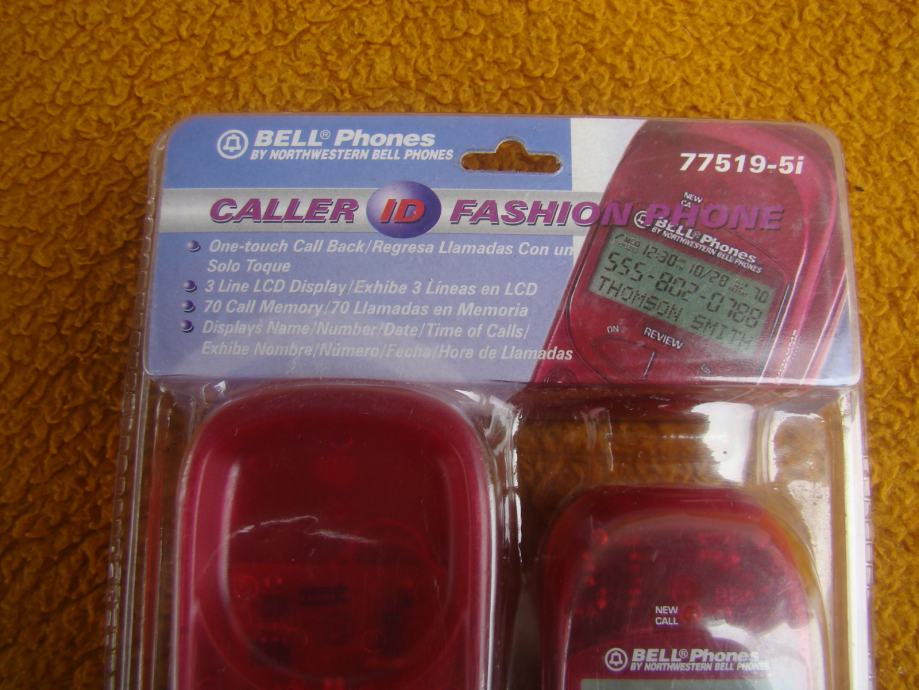 BELL® Phones
BY NORTHWESTERN BELL PHONES
77519-5i
CALLER ID FASHION PHONE
One-touch Call Back/Regresa Llamadas Con un
Solo Toque
3 Line LCD Display/Exhibe 3 Lineas en LCD
70 Call Memory/70 Llamadas en Memoria
Displays Name/Number/Date/Time of Calls/
Exhibe Nombre/Número/Fecha/Hora de Llamadas
NEW
BELL® Phones
BY NORTHWESTERN BELL PHONES
12:30 10/28 70
555-802-0788
THOMSON SMITH
ON
REVIEW
NEW
CALL
BELL® Phones
BY NORTHWESTERN BELL PHONES